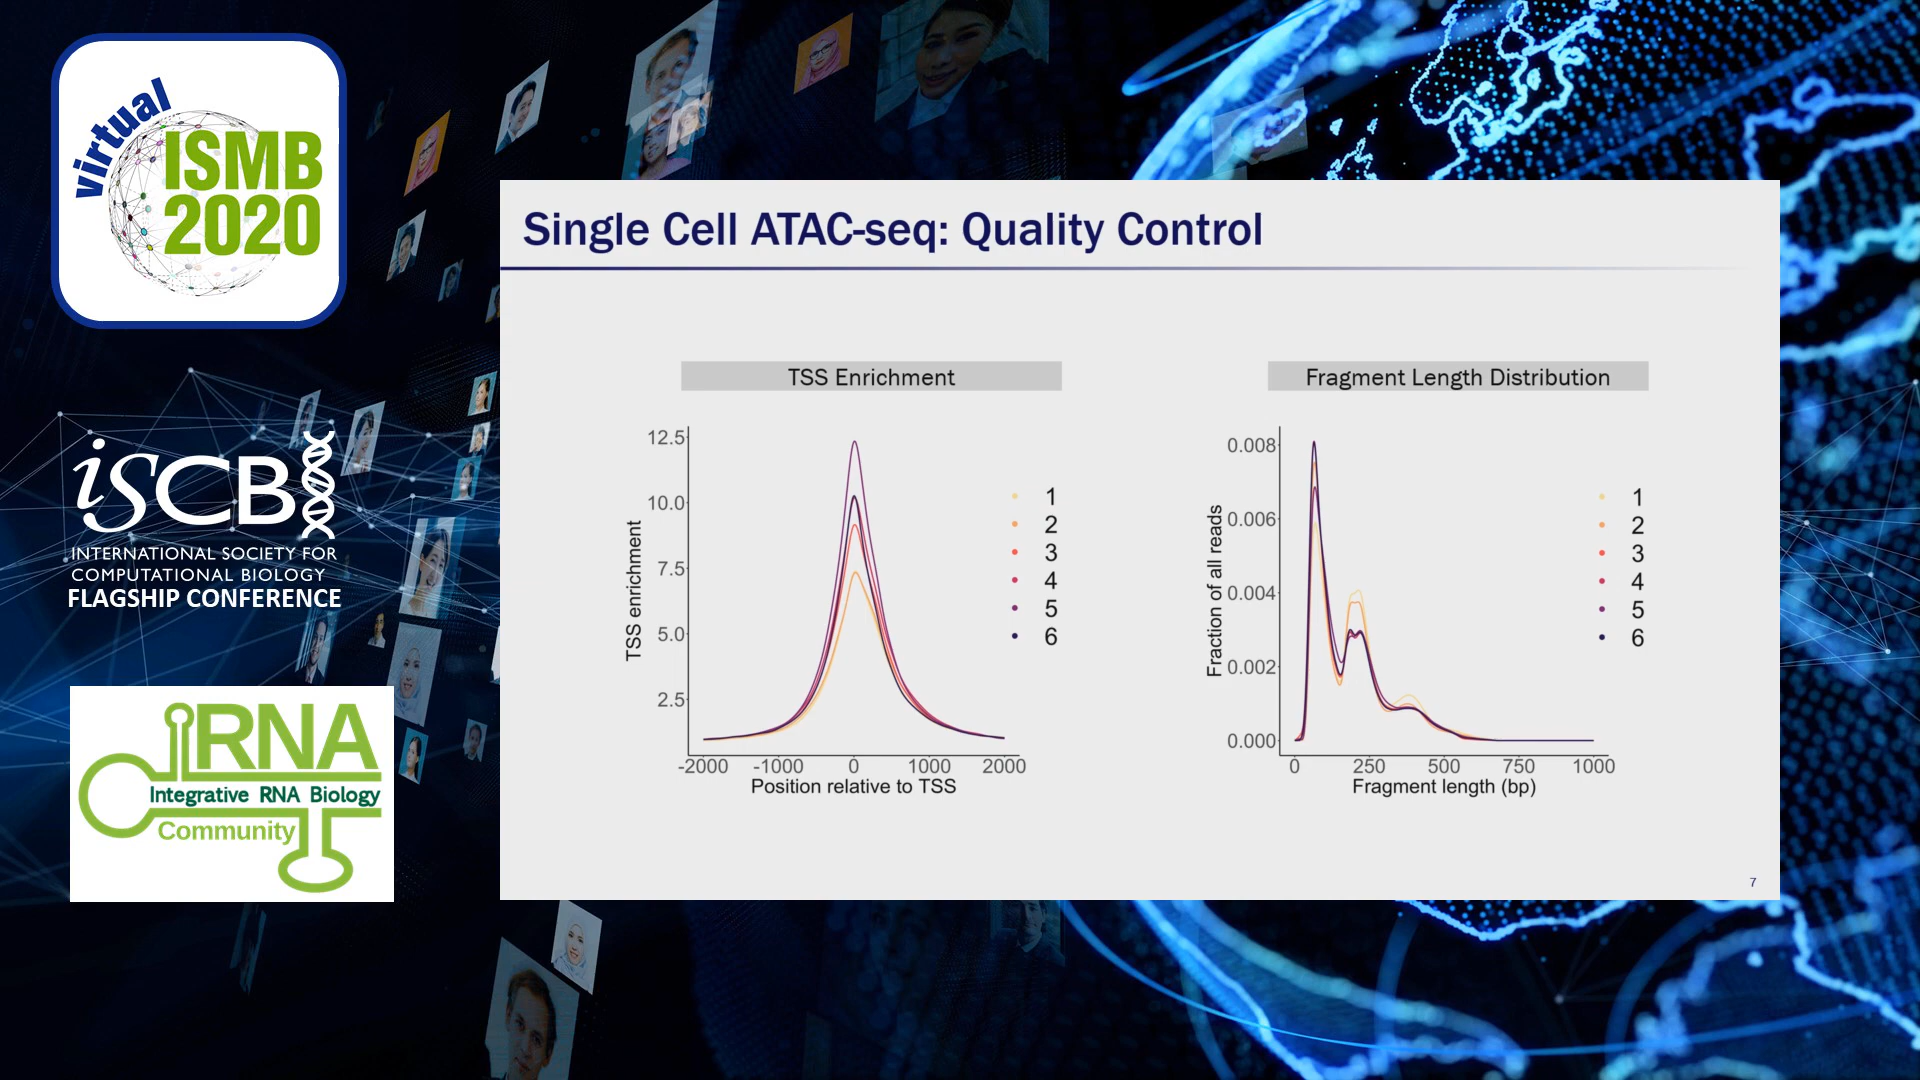 virtual
ISMB
2020
iSCB
INTERNATIONAL SOCIETY FOR
COMPUTATIONAL BIOLOGY
FLAGSHIP CONFERENCE
iRNA
Integrative RNA Biology
Community
Single Cell ATAC-seq: Quality Control
TSS Enrichment
12.5
10.0
7.5
5.0
2.5
TSS enrichment
-2000 -1000 0 1000 2000
Position relative to TSS
1
2
3
4
5
6
Fragment Length Distribution
0.008
0.006
0.004
0.002
0.000
Fraction of all reads
0 250 500 750 1000
Fragment length (bp)
1
2
3
4
5
6
7